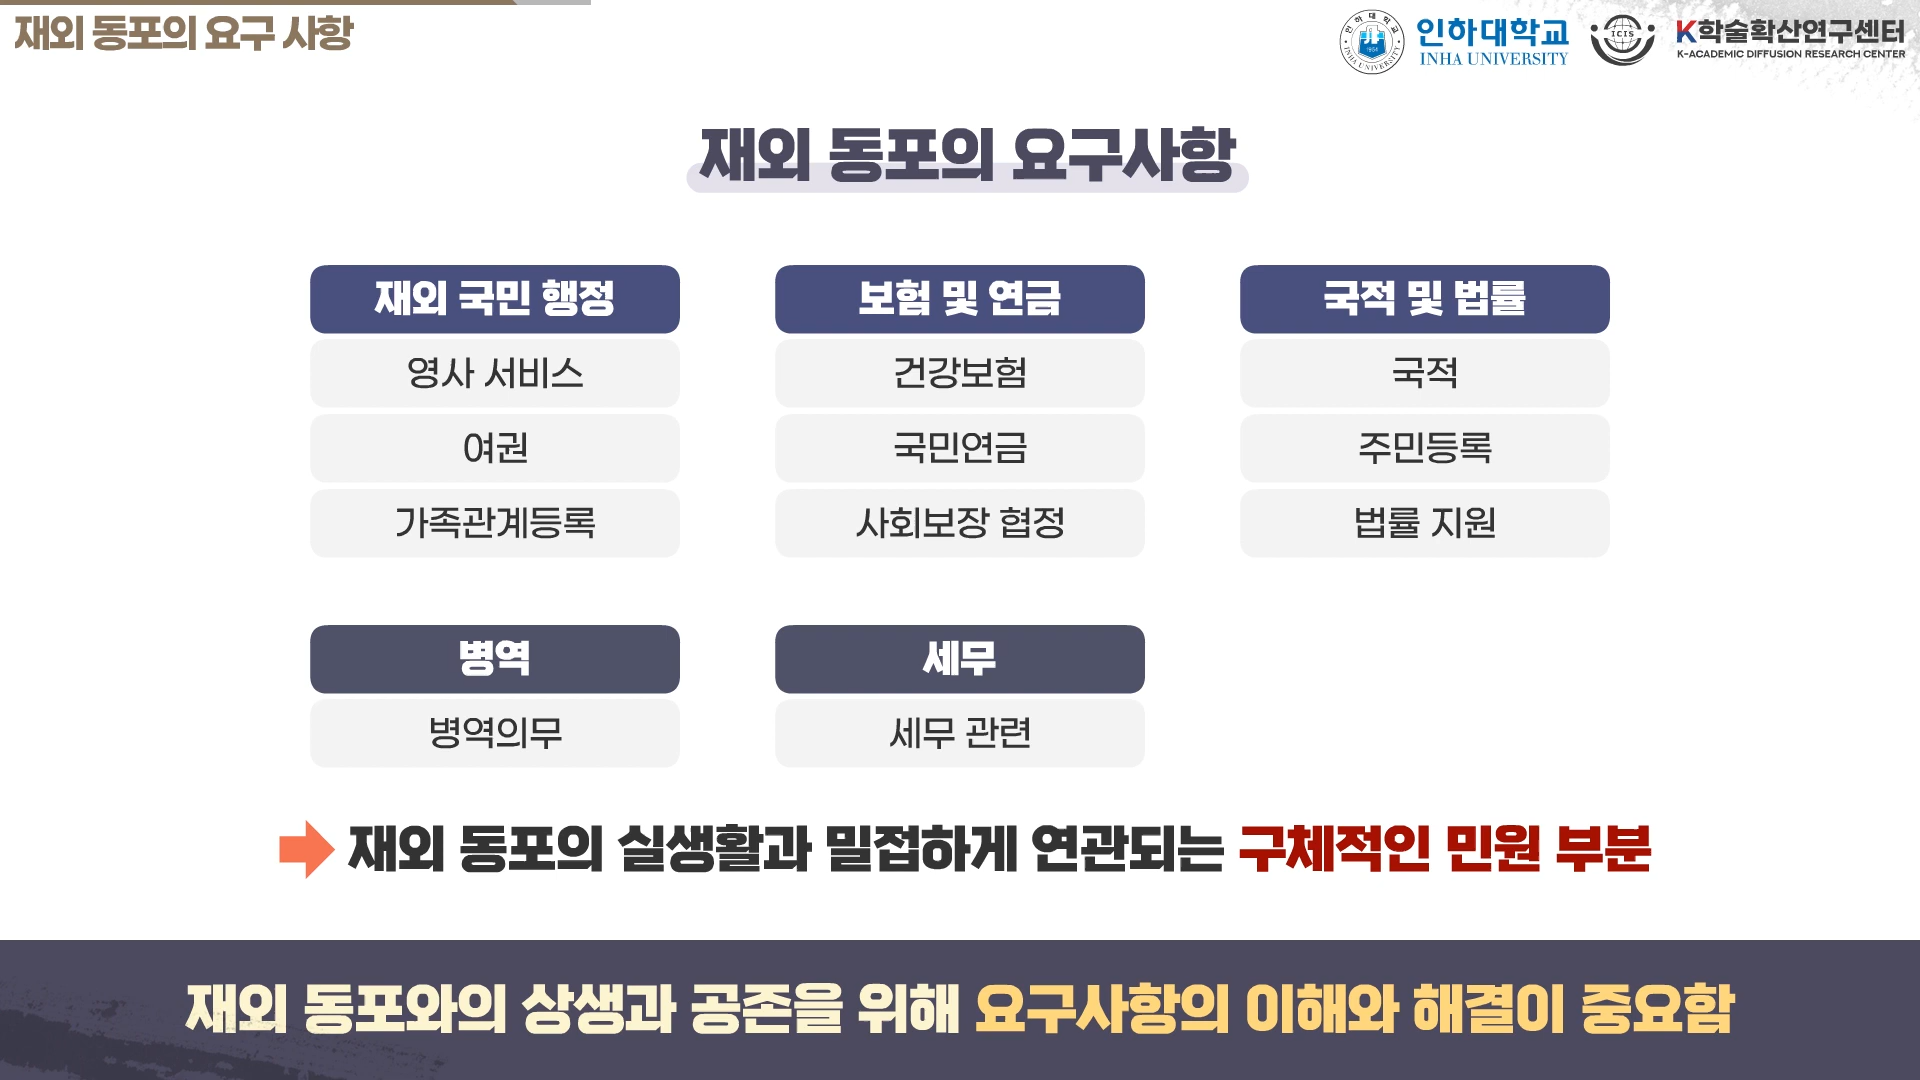 재외 동포의 요구 사항
인하대학교
INHA UNIVERSITY
ICIS
K학술확산연구센터
K-ACADEMIC DIFFUSION RESEARCH CENTER
재외 동포의 요구사항
재외 국민 행정
영사 서비스
여권
가족관계등록
보험 및 연금
건강보험
국민연금
사회보장 협정
국적 및 법률
국적
주민등록
법률 지원
병역
병역의무
세무
세무 관련
재외 동포의 실생활과 밀접하게 연관되는 구체적인 민원 부분
재외 동포와의 상생과 공존을 위해 요구사항의 이해와 해결이 중요함